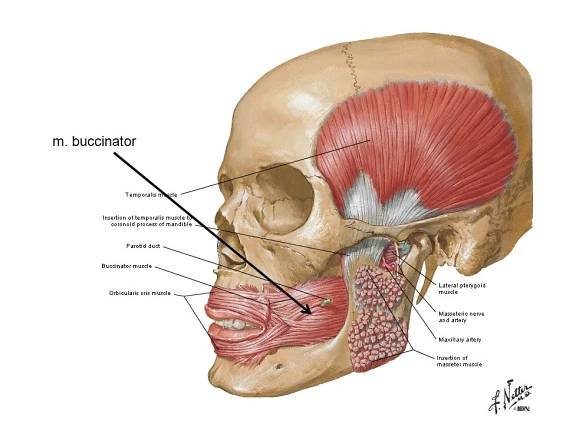 m. buccinator
Temporalis muscle
Insertion of temporalis muscle to
coronoid process of mandible
Parotid duct
Buccinator muscle
Orbicularis oris muscle
Lateral pterygoid
muscle
Masseteric nerve
and artery
Maxillary artery
Insertion of
masseter muscle
F. Netter